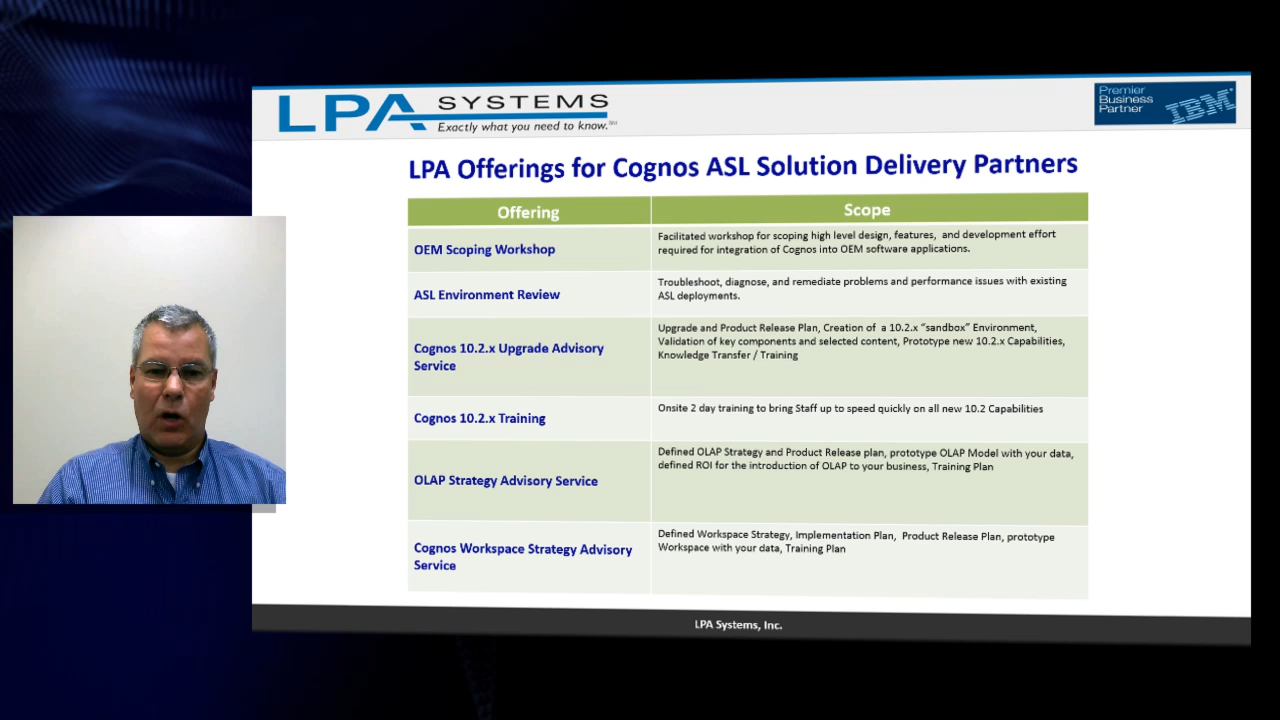 LPA SYSTEMS
Exactly what you need to know.℠
Premier
Business
Partner
IBM
LPA Offerings for Cognos ASL Solution Delivery Partners
Offering
Scope
OEM Scoping Workshop
Facilitated workshop for scoping high level design, features, and development effort
required for integration of Cognos into OEM software applications.
ASL Environment Review
Troubleshoot, diagnose, and remediate problems and performance issues with existing
ASL deployments.
Cognos 10.2.x Upgrade Advisory
Service
Upgrade and Product Release Plan, Creation of a 10.2.x “sandbox” Environment,
Validation of key components and selected content, Prototype new 10.2.x Capabilities,
Knowledge Transfer / Training
Cognos 10.2.x Training
Onsite 2 day training to bring Staff up to speed quickly on all new 10.2 Capabilities
OLAP Strategy Advisory Service
Defined OLAP Strategy and Product Release plan, prototype OLAP Model with your data,
defined ROI for the introduction of OLAP to your business, Training Plan
Cognos Workspace Strategy Advisory
Service
Defined Workspace Strategy, Implementation Plan, Product Release Plan, prototype
Workspace with your data, Training Plan
LPA Systems, Inc.